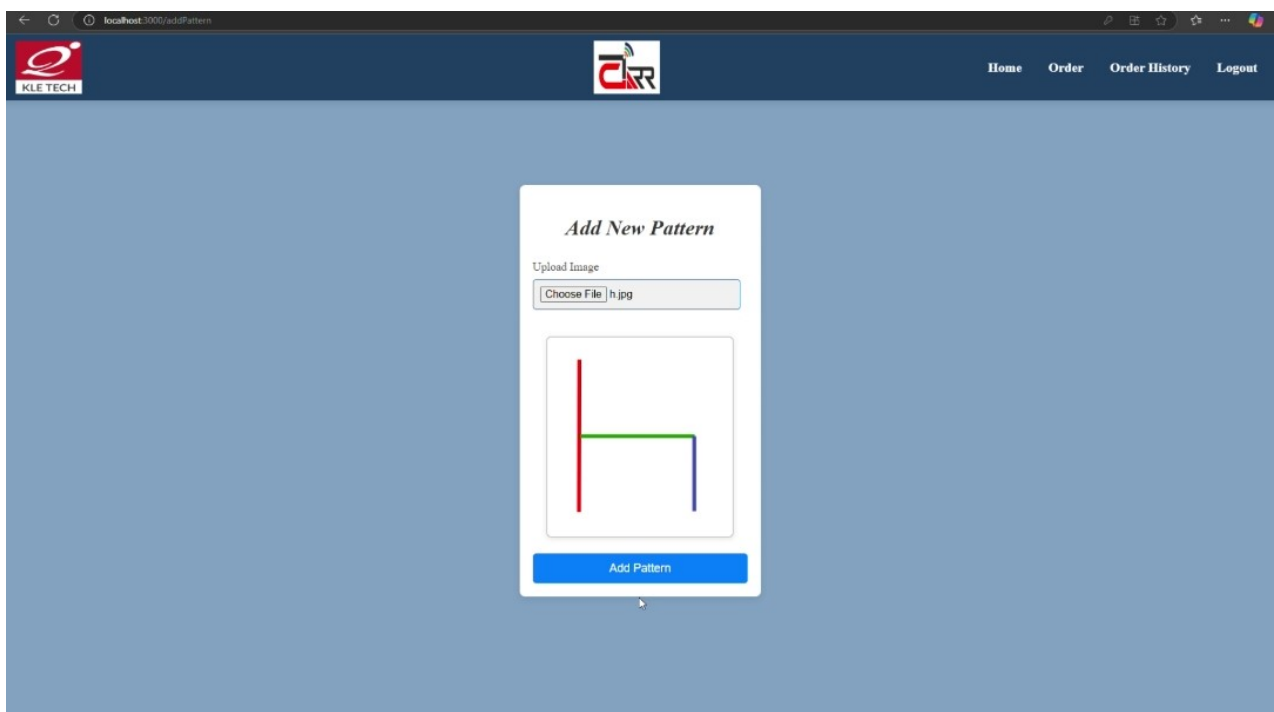 localhost:3000/addPattern
KLE TECH
Home Order Order History Logout
Add New Pattern
Upload Image
Choose File h.jpg
Add Pattern